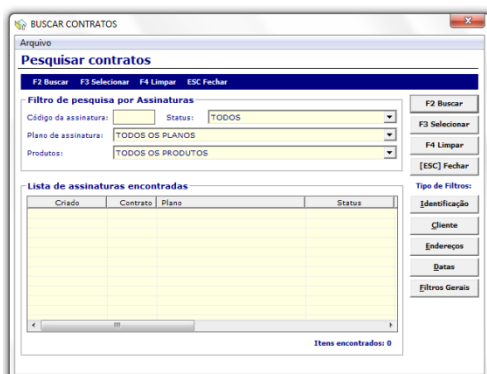 BUSCAR CONTRATOS
Arquivo
Pesquisar contratos
F2 Buscar F3 Selecionar F4 Limpar ESC Fechar
Filtro de pesquisa por Assinaturas
Código da assinatura: Status: TODOS
Plano de assinatura: TODOS OS PLANOS
Produtos: TODOS OS PRODUTOS
Lista de assinaturas encontradas
Criado Contrato Plano Status
Itens encontrados: 0
F2 Buscar
F3 Selecionar
F4 Limpar
[ESC] Fechar
Tipo de Filtros:
Identificação
Cliente
Endereços
Datas
Filtros Gerais